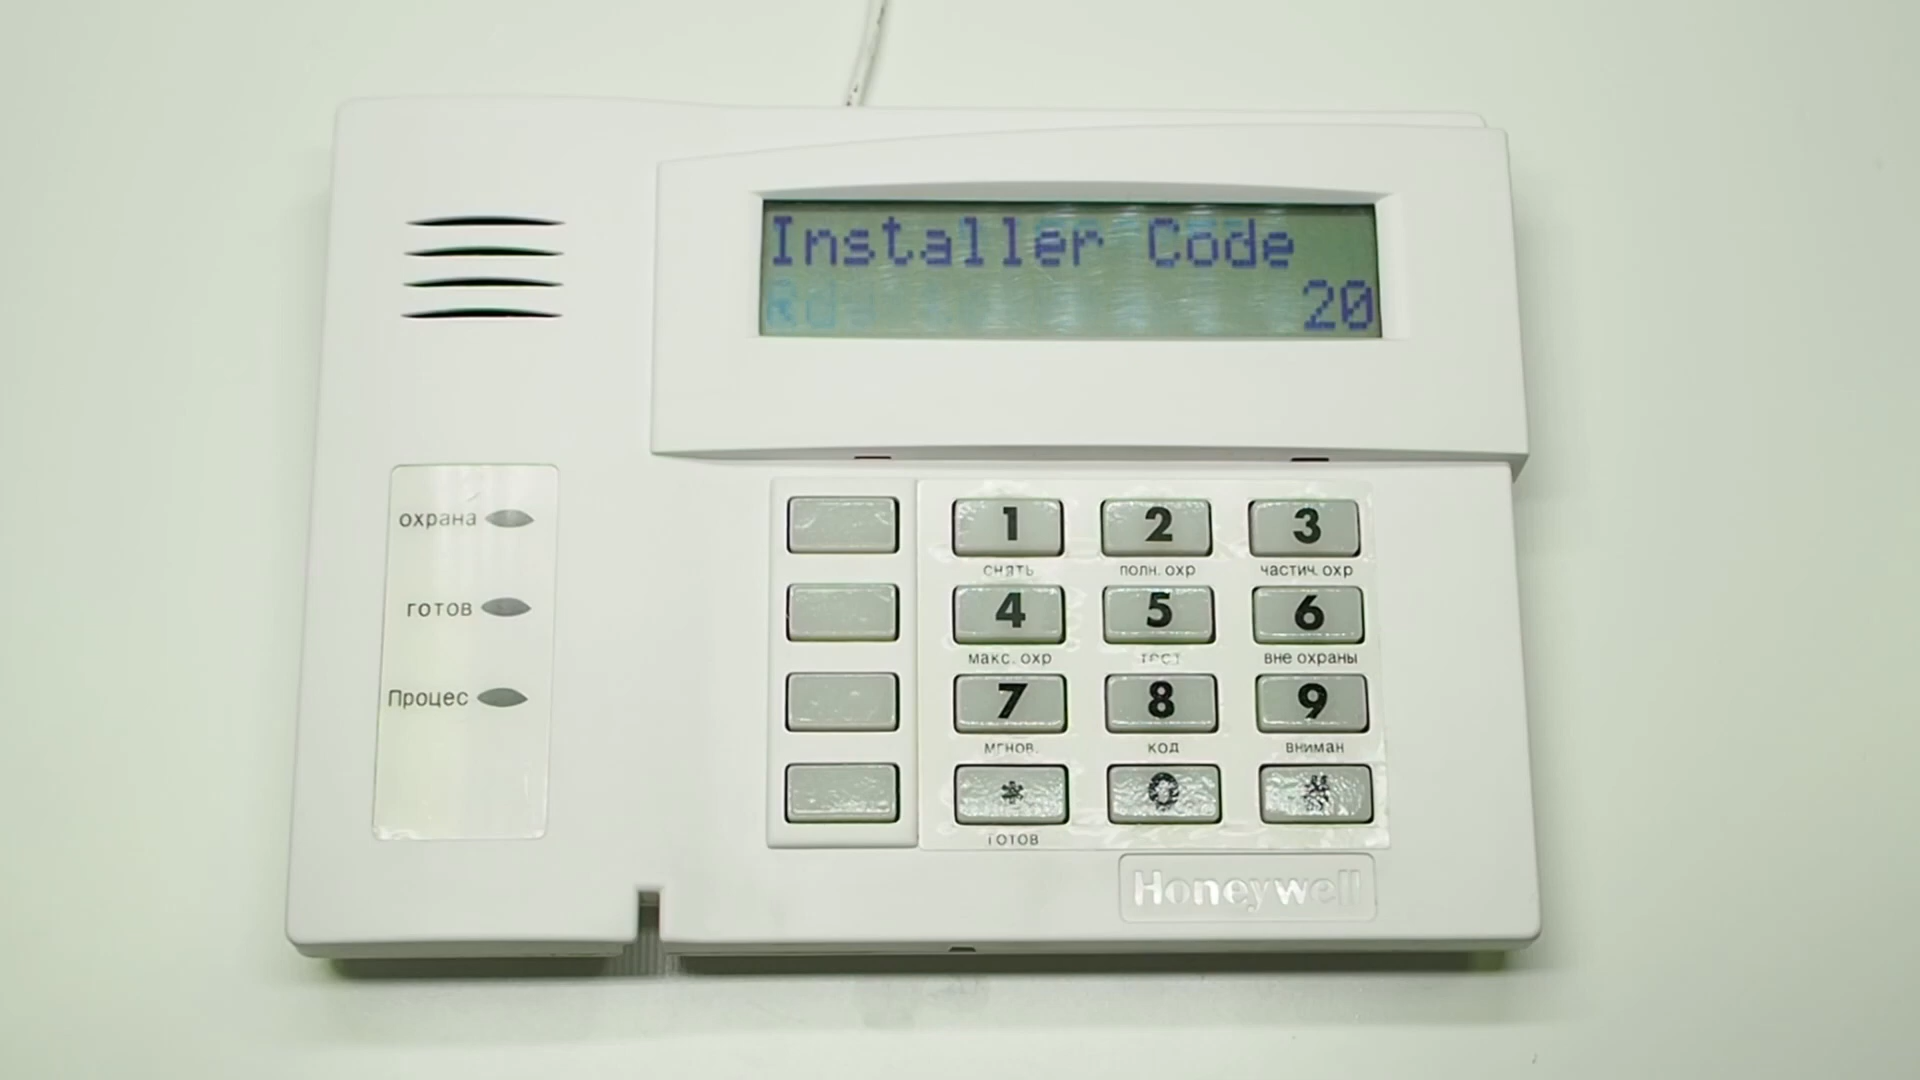 Installer Code
20
охрана
готов
Процес
1 2 3
снять полн. охр частич. охр
4 5 6
макс. охр тест вне охраны
7 8 9
мгнов. код вниман
* 0 #
готов
Honeywell